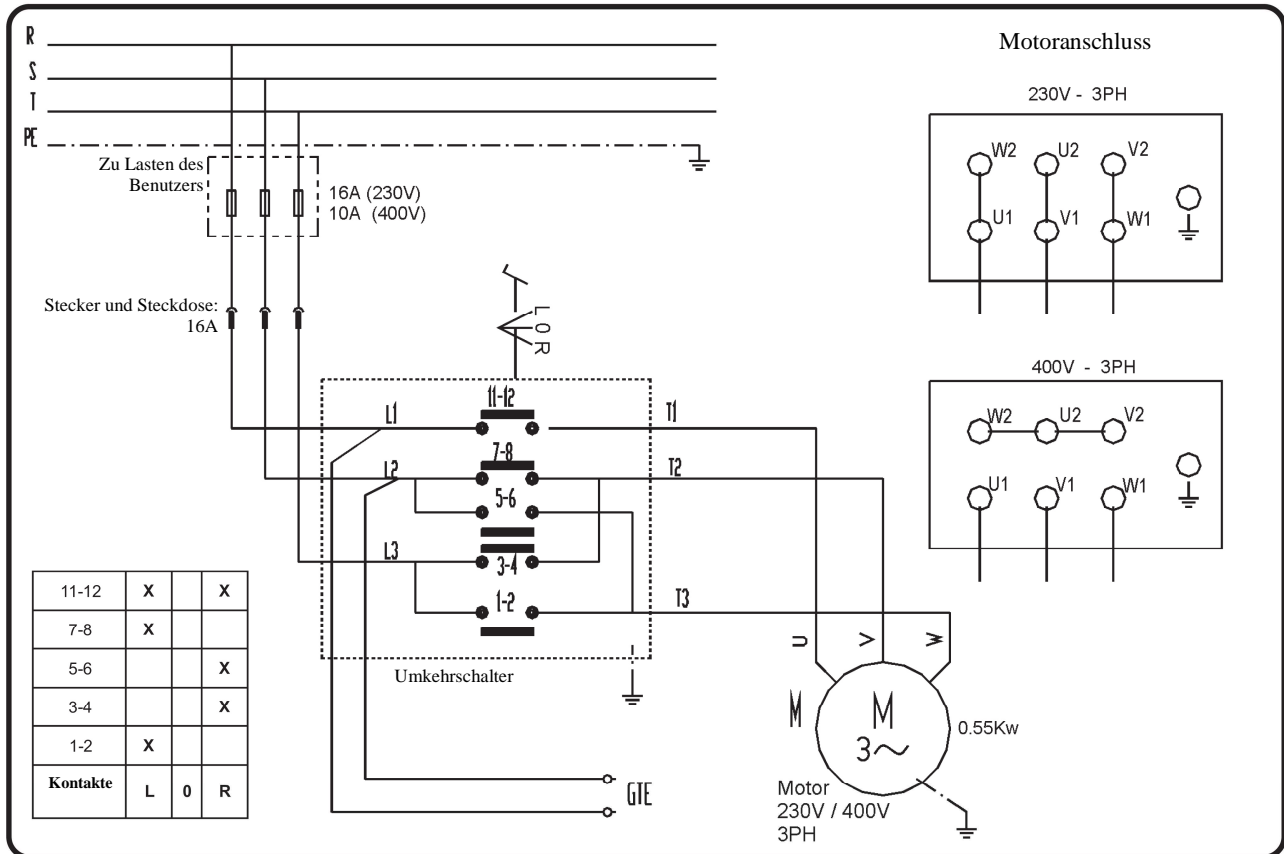 R
S
T
PE
Zu Lasten des
Benutzers
16A (230V)
10A (400V)
Stecker und Steckdose:
16A
L 0 R
11-12
L1
T1
7-8
L2
T2
5-6
L3
3-4
1-2
T3
Umkehrschalter
U
V
W
M
M
3~
0.55Kw
Motor
230V / 400V
3PH
GTE
11-12 X X
7-8 X
5-6 X
3-4 X
1-2 X
Kontakte L 0 R
Motoranschluss
230V - 3PH
W2 U2 V2
U1 V1 W1
400V - 3PH
W2 U2 V2
U1 V1 W1